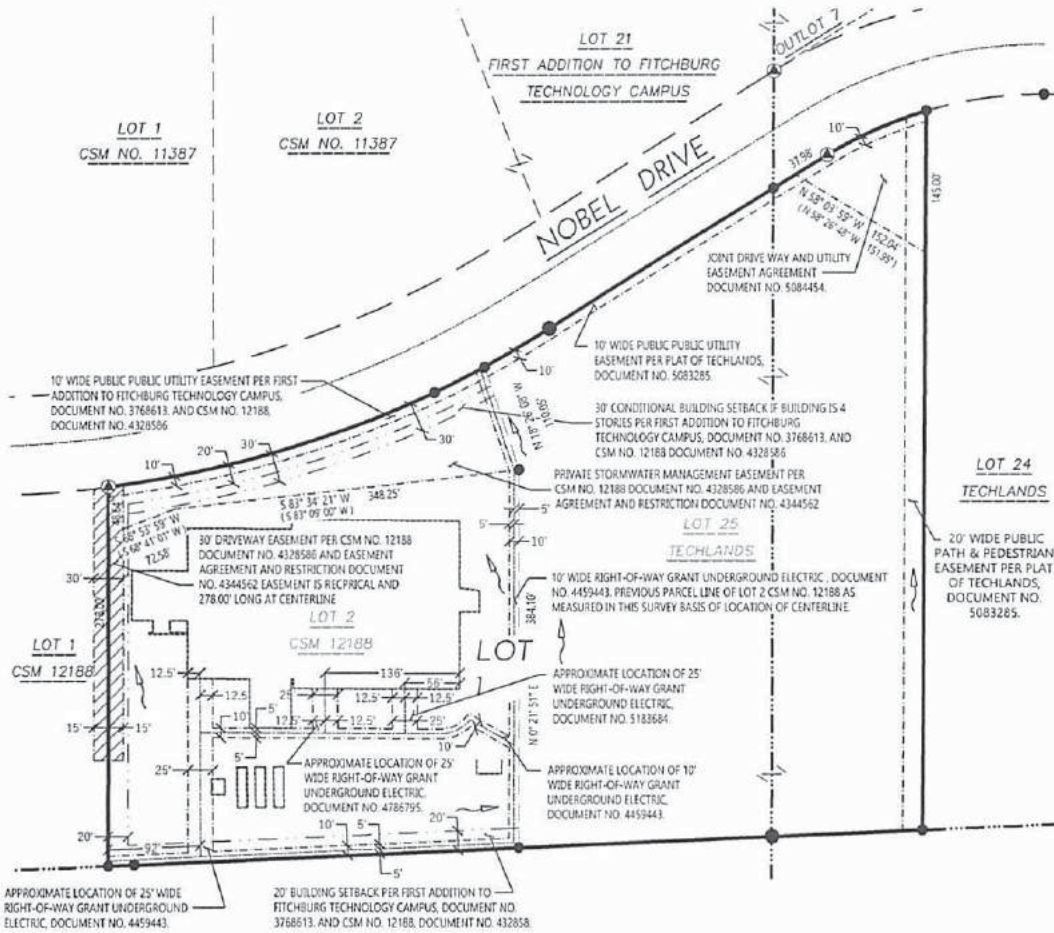 LOT 21
FIRST ADDITION TO FITCHBURG
TECHNOLOGY CAMPUS
OUTLOT 7
LOT 1
CSM NO. 11387
LOT 2
CSM NO. 11387
NOBEL DRIVE
10'
37.98'
N 58° 03' 59" W 152.04'
(N 58° 26' 48" W 151.95')
145.00'
JOINT DRIVE WAY AND UTILITY
EASEMENT AGREEMENT
DOCUMENT NO. 5084454.
10' WIDE PUBLIC PUBLIC UTILITY
EASEMENT PER PLAT OF TECHLANDS,
DOCUMENT NO. 5083285.
10'
10' WIDE PUBLIC PUBLIC UTILITY EASEMENT PER FIRST
ADDITION TO FITCHBURG TECHNOLOGY CAMPUS,
DOCUMENT NO. 3768613. AND CSM NO. 12188,
DOCUMENT NO. 4328586
30' CONDITIONAL BUILDING SETBACK IF BUILDING IS 4
STORIES PER FIRST ADDITION TO FITCHBURG
TECHNOLOGY CAMPUS, DOCUMENT NO. 3768613, AND
CSM NO. 12188 DOCUMENT NO. 4328586
110.05'
30'
30'
20'
10'
PRIVATE STORMWATER MANAGEMENT EASEMENT PER
CSM NO. 12188 DOCUMENT NO. 4328586 AND EASEMENT
AGREEMENT AND RESTRICTION DOCUMENT NO. 4344562
LOT 24
TECHLANDS
S 83° 34' 21" W 348.25'
(S 83° 09' 00" W)
68° 53' 59" W
(S 68° 41' 01" W)
72.58'
5'
5'
10'
LOT 25
TECHLANDS
30' DRIVEWAY EASEMENT PER CSM NO. 12188
DOCUMENT NO. 4328586 AND EASEMENT
AGREEMENT AND RESTRICTION DOCUMENT
NO. 4344562 EASEMENT IS RECPRICAL AND
278.00' LONG AT CENTERLINE
20' WIDE PUBLIC
PATH & PEDESTRIAN
EASEMENT PER PLAT
OF TECHLANDS,
DOCUMENT NO.
5083285.
30'
278.00'
10' WIDE RIGHT-OF-WAY GRANT UNDERGROUND ELECTRIC, DOCUMENT
NO. 4459443. PREVIOUS PARCEL LINE OF LOT 2 CSM NO. 12188 AS
MEASURED IN THIS SURVEY BASIS OF LOCATION OF CENTERLINE.
384.10'
LOT 2
CSM 12188
LOT 1
CSM 12188
LOT
N 0° 21' 51" E
12.5'
12.5
25
136'
56'
12.5'
12.5'
12.5'
12.5'
25'
APPROXIMATE LOCATION OF 25'
WIDE RIGHT-OF-WAY GRANT
UNDERGROUND ELECTRIC,
DOCUMENT NO. 5183684.
15'
15'
10'
5'
5'
10'
25'
APPROXIMATE LOCATION OF 25'
WIDE RIGHT-OF-WAY GRANT
UNDERGROUND ELECTRIC,
DOCUMENT NO. 4786795.
APPROXIMATE LOCATION OF 10'
WIDE RIGHT-OF-WAY GRANT
UNDERGROUND ELECTRIC,
DOCUMENT NO. 4459443.
20'
92'
10'
5'
20'
5'
APPROXIMATE LOCATION OF 25' WIDE
RIGHT-OF-WAY GRANT UNDERGROUND
ELECTRIC, DOCUMENT NO. 4459443.
20' BUILDING SETBACK PER FIRST ADDITION TO
FITCHBURG TECHNOLOGY CAMPUS, DOCUMENT NO.
3768613. AND CSM NO. 12188, DOCUMENT NO. 432858.